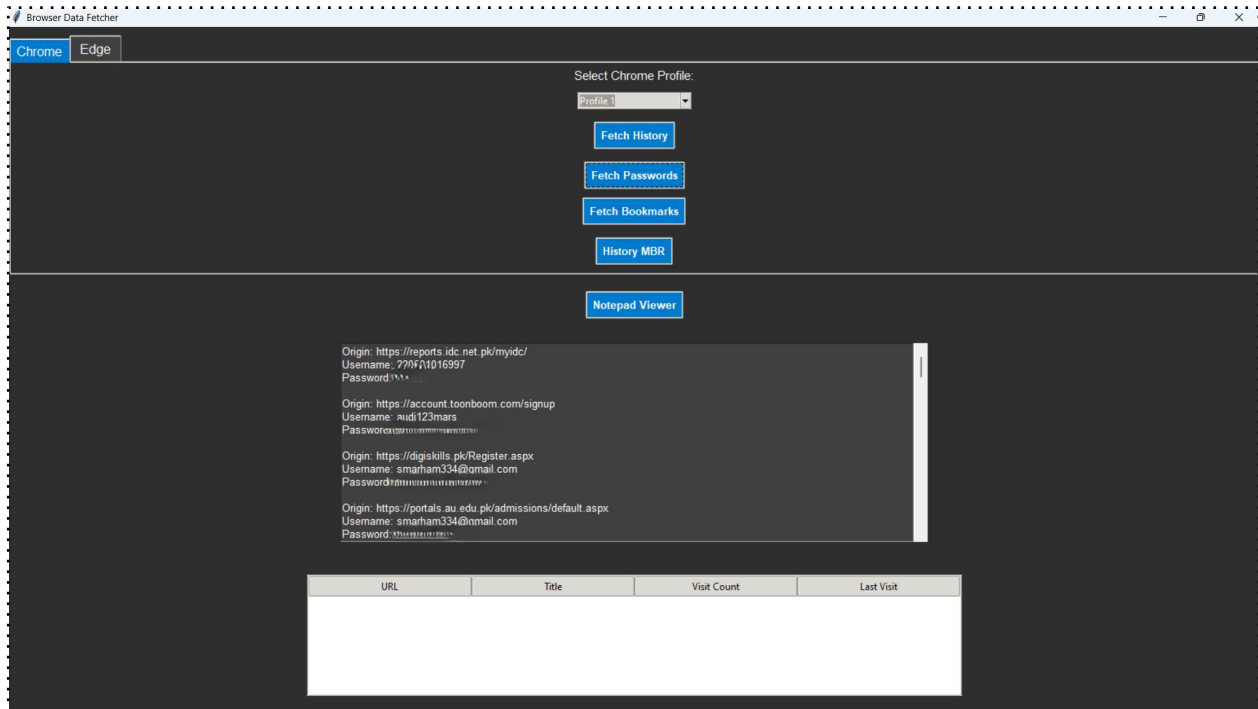 Browser Data Fetcher
Chrome Edge
Select Chrome Profile:
Profile 1
Fetch History
Fetch Passwords
Fetch Bookmarks
History MBR
Notepad Viewer
Origin: https://reports.idc.net.pk/myidc/
Username:
Password:
Origin: https://account.toonboom.com/signup
Username: audi123mars
Password:
Origin: https://digiskills.pk/Register.aspx
Username: smarham334@gmail.com
Password
Origin: https://portals.au.edu.pk/admissions/default.aspx
Username: smarham334@gmail.com
Password:
URL Title Visit Count Last Visit